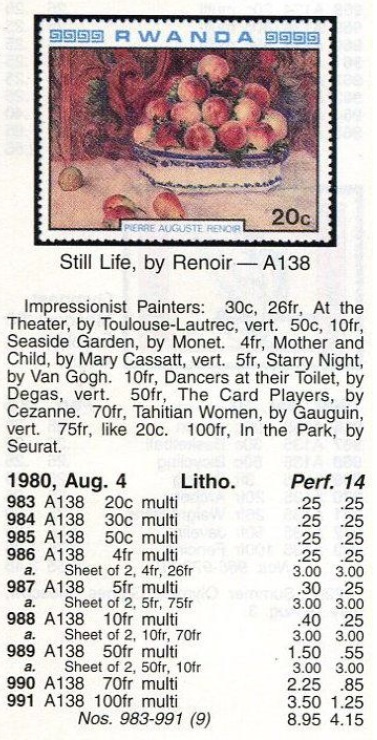 RWANDA
PIERRE AUGUSTE RENOIR
20c
Still Life, by Renoir — A138
Impressionist Painters: 30c, 26fr, At the
Theater, by Toulouse-Lautrec, vert. 50c, 10fr,
Seaside Garden, by Monet. 4fr, Mother and
Child, by Mary Cassatt, vert. 5fr, Starry Night,
by Van Gogh. 10fr, Dancers at their Toilet, by
Degas, vert. 50fr, The Card Players, by
Cezanne. 70fr, Tahitian Women, by Gauguin,
vert. 75fr, like 20c. 100fr, In the Park, by
Seurat.
1980, Aug. 4 Litho. Perf. 14
983 A138 20c multi .25 .25
984 A138 30c multi .25 .25
985 A138 50c multi .25 .25
986 A138 4fr multi .25 .25
a. Sheet of 2, 4fr, 26fr 3.00 3.00
987 A138 5fr multi .30 .25
a. Sheet of 2, 5fr, 75fr 3.00 3.00
988 A138 10fr multi .40 .25
a. Sheet of 2, 10fr, 70fr 3.00 3.00
989 A138 50fr multi 1.50 .55
a. Sheet of 2, 50fr, 10fr 3.00 3.00
990 A138 70fr multi 2.25 .85
991 A138 100fr multi 3.50 1.25
Nos. 983-991 (9) 8.95 4.15